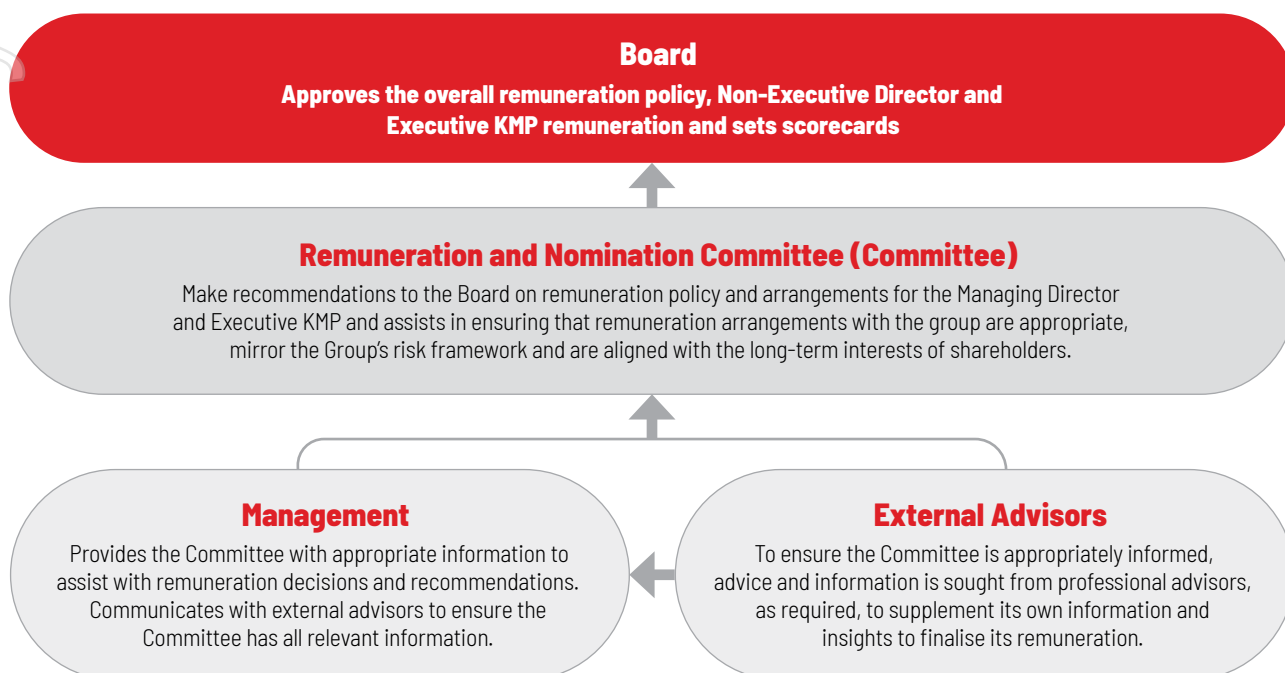 Board
Approves the overall remuneration policy, Non-Executive Director and
Executive KMP remuneration and sets scorecards
Remuneration and Nomination Committee (Committee)
Make recommendations to the Board on remuneration policy and arrangements for the Managing Director
and Executive KMP and assists in ensuring that remuneration arrangements with the group are appropriate,
mirror the Group's risk framework and are aligned with the long-term interests of shareholders.
Management
Provides the Committee with appropriate information to
assist with remuneration decisions and recommendations.
Communicates with external advisors to ensure the
Committee has all relevant information.
External Advisors
To ensure the Committee is appropriately informed,
advice and information is sought from professional advisors,
as required, to supplement its own information and
insights to finalise its remuneration.